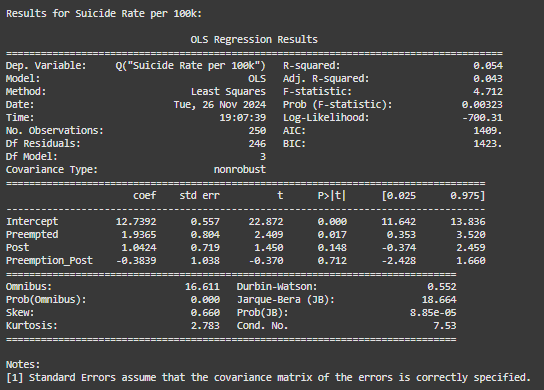 Results for Suicide Rate per 100k:
OLS Regression Results
==============================================================================
Dep. Variable: Q("Suicide Rate per 100k") R-squared: 0.054
Model: OLS Adj. R-squared: 0.043
Method: Least Squares F-statistic: 4.712
Date: Tue, 26 Nov 2024 Prob (F-statistic): 0.00323
Time: 19:07:39 Log-Likelihood: -700.31
No. Observations: 250 AIC: 1409.
Df Residuals: 246 BIC: 1423.
Df Model: 3
Covariance Type: nonrobust
==============================================================================
coef std err t P>|t| [0.025 0.975]
------------------------------------------------------------------------------
Intercept 12.7392 0.557 22.872 0.000 11.642 13.836
Preempted 1.9365 0.804 2.409 0.017 0.353 3.520
Post 1.0424 0.719 1.450 0.148 -0.374 2.459
Preemption_Post -0.3839 1.038 -0.370 0.712 -2.428 1.660
==============================================================================
Omnibus: 16.611 Durbin-Watson: 0.552
Prob(Omnibus): 0.000 Jarque-Bera (JB): 18.664
Skew: 0.660 Prob(JB): 8.85e-05
Kurtosis: 2.783 Cond. No. 7.53
==============================================================================
Notes:
[1] Standard Errors assume that the covariance matrix of the errors is correctly specified.